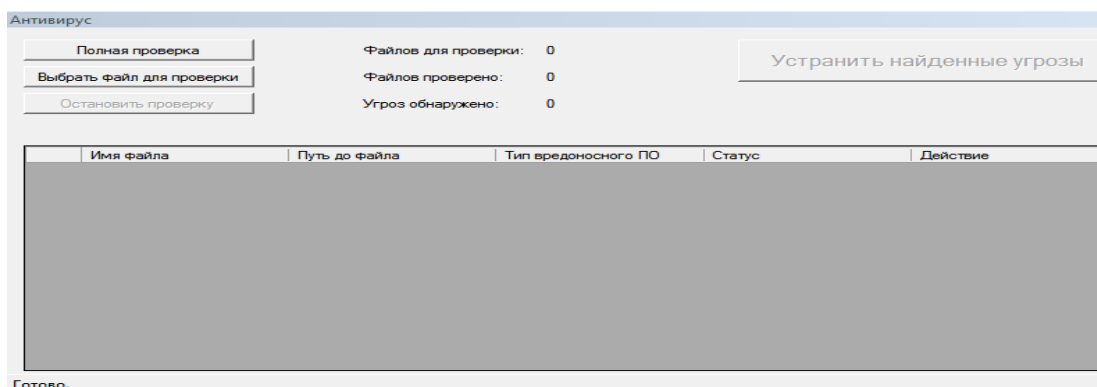 Антивирус
Полная проверка
Выбрать файл для проверки
Остановить проверку
Файлов для проверки: 0
Файлов проверено: 0
Угроз обнаружено: 0
Устранить найденные угрозы
Имя файла Путь до файла Тип вредоносного ПО Статус Действие
Готово.